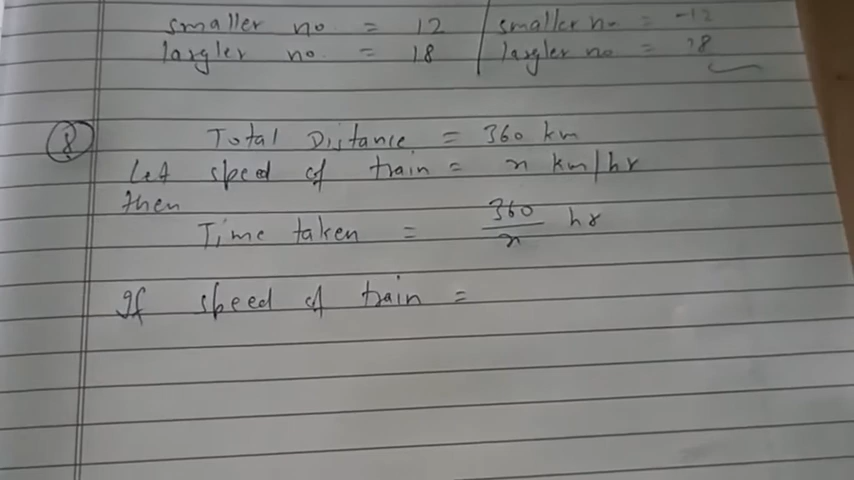 smaller no = 12 | smaller no = -12
largler no. = 18 | largler no = 18
8 Total Distance = 360 km
Let speed of train = x km/hr
then
Time taken = 360/x hr
If speed of train =